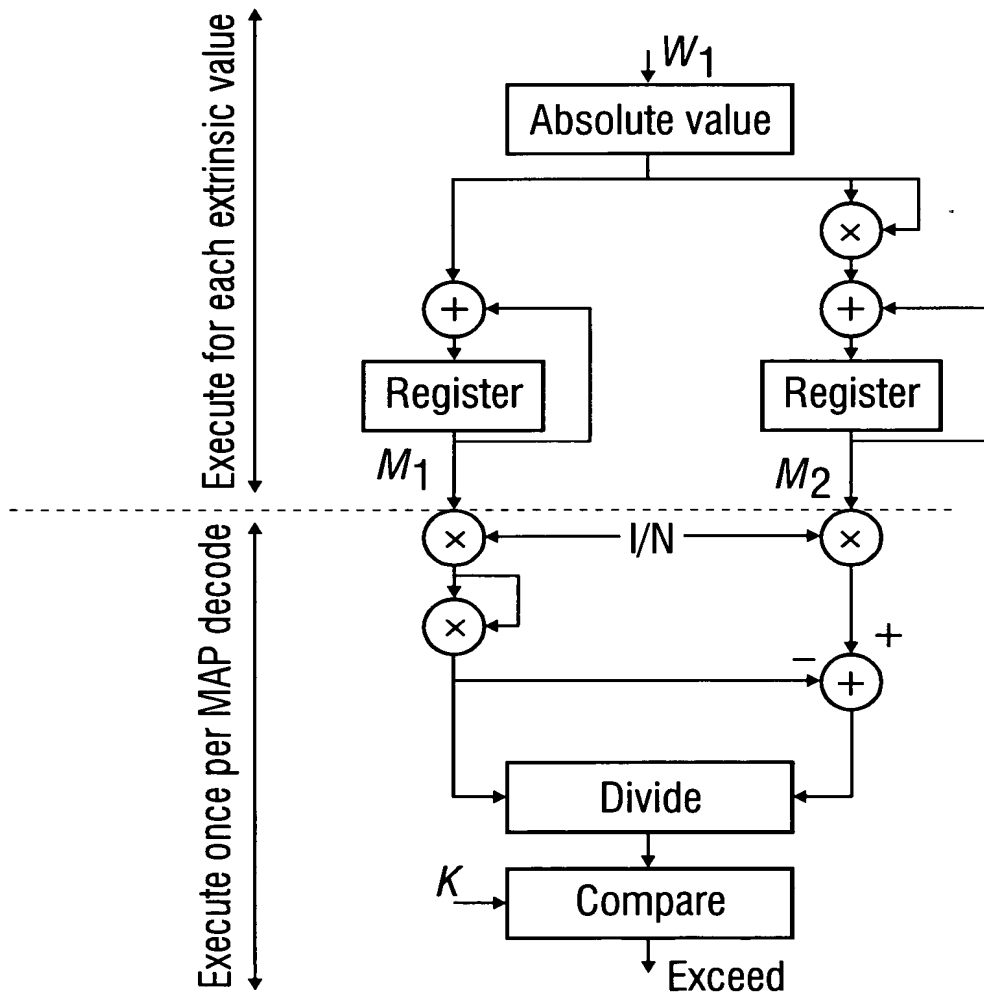 Execute for each extrinsic value
W1
Absolute value
×
+
+
Register
Register
M1
M2
Execute once per MAP decode
×
I/N
×
×
+
−
+
Divide
K
Compare
Exceed